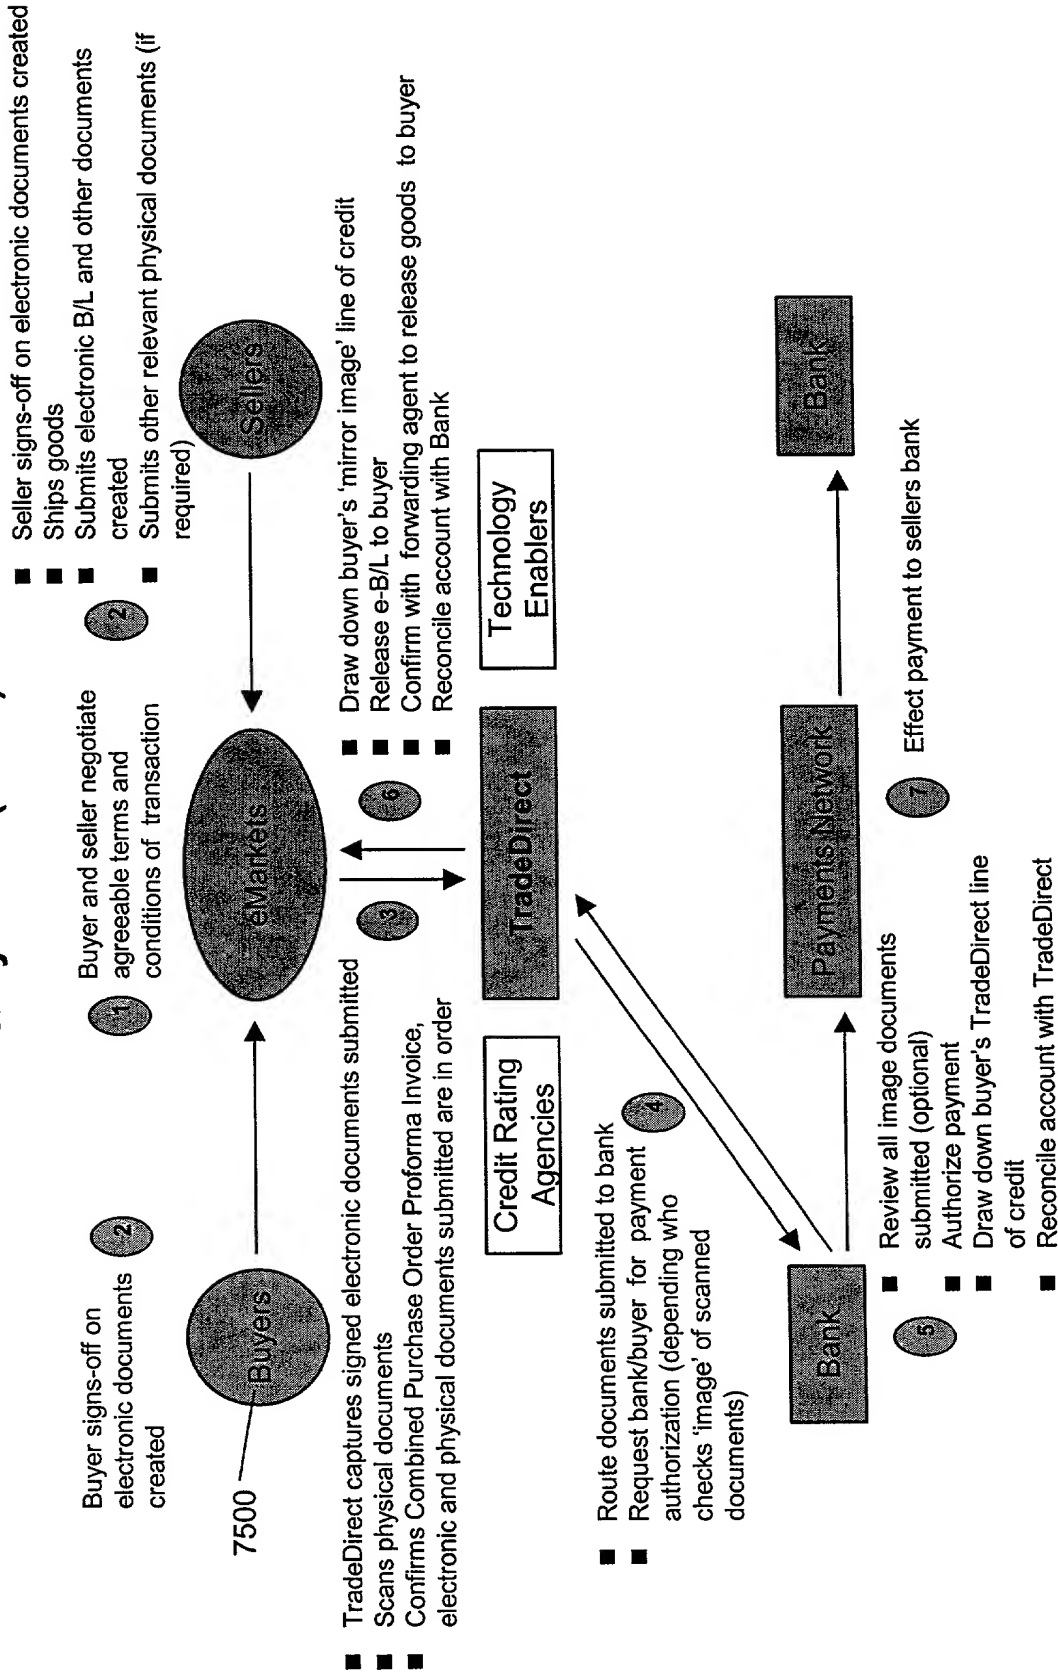 Buyer signs-off on
electronic documents
created
2
1
Buyer and seller negotiate
agreeable terms and
conditions of transaction
2
■ Seller signs-off on electronic documents created
■ Ships goods
■ Submits electronic B/L and other documents
created
■ Submits other relevant physical documents (if
required)
7500
Buyers
eMarkets
Sellers
■ TradeDirect captures signed electronic documents submitted
■ Scans physical documents
■ Confirms Combined Purchase Order Proforma Invoice,
electronic and physical documents submitted are in order
3
6
■ Draw down buyer's 'mirror image' line of credit
■ Release e-B/L to buyer
■ Confirm with forwarding agent to release goods to buyer
■ Reconcile account with Bank
Credit Rating
Agencies
TradeDirect
Technology
Enablers
■ Route documents submitted to bank
■ Request bank/buyer for payment
authorization (depending who
checks 'image' of scanned
documents)
4
Bank
Payments Network
Bank
5
■ Review all image documents
submitted (optional)
■ Authorize payment
■ Draw down buyer's TradeDirect line
of credit
■ Reconcile account with TradeDirect
7
Effect payment to sellers bank